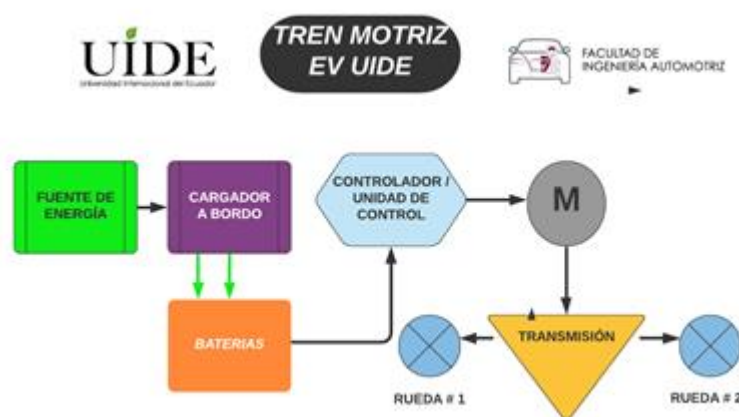 UIDE
Universidad Internacional del Ecuador
TREN MOTRIZ
EV UIDE
FACULTAD DE
INGENIERÍA AUTOMOTRIZ
FUENTE DE
ENERGÍA
CARGADOR
A BORDO
CONTROLADOR /
UNIDAD DE
CONTROL
M
BATERIAS
TRANSMISIÓN
RUEDA # 1
RUEDA # 2